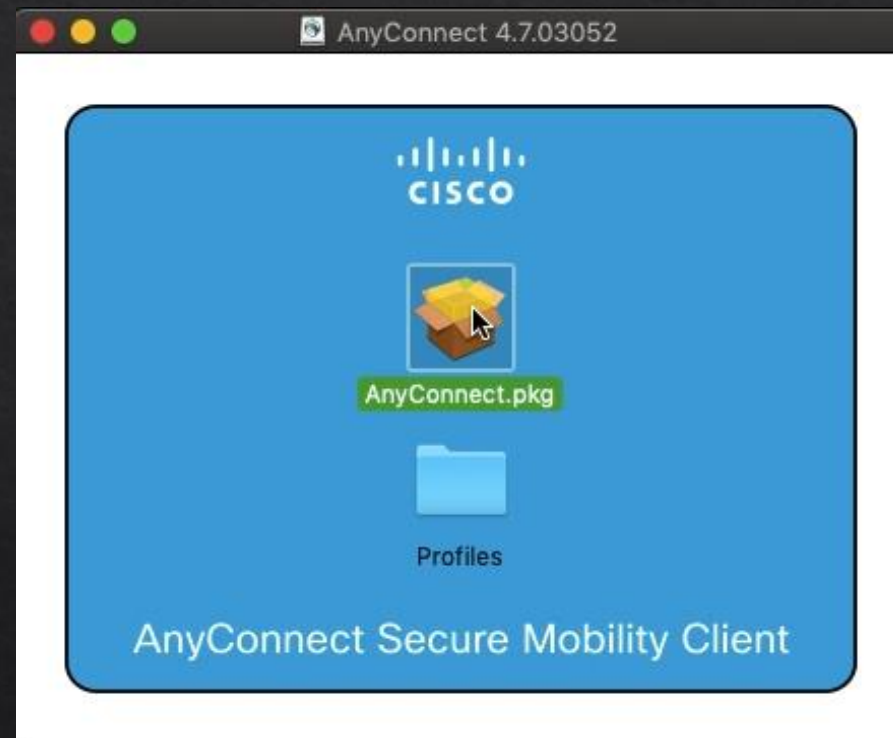 AnyConnect 4.7.03052
CISCO
AnyConnect.pkg
Profiles
AnyConnect Secure Mobility Client